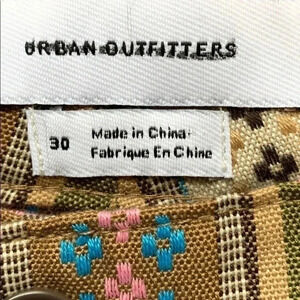 URBAN OUTFITTERS
30
Made in China.
Fabrique En Chine